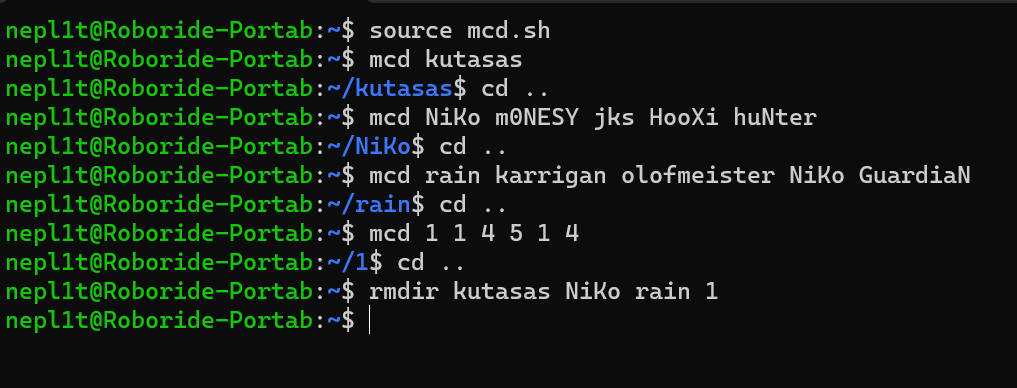 nepl1t@Roboride-Portab:~$ source mcd.sh
nepl1t@Roboride-Portab:~$ mcd kutasas
nepl1t@Roboride-Portab:~/kutasas$ cd ..
nepl1t@Roboride-Portab:~$ mcd NiKo m0NESY jks HooXi huNter
nepl1t@Roboride-Portab:~/NiKo$ cd ..
nepl1t@Roboride-Portab:~$ mcd rain karrigan olofmeister NiKo GuardiaN
nepl1t@Roboride-Portab:~/rain$ cd ..
nepl1t@Roboride-Portab:~$ mcd 1 1 4 5 1 4
nepl1t@Roboride-Portab:~/1$ cd ..
nepl1t@Roboride-Portab:~$ rmdir kutasas NiKo rain 1
nepl1t@Roboride-Portab:~$